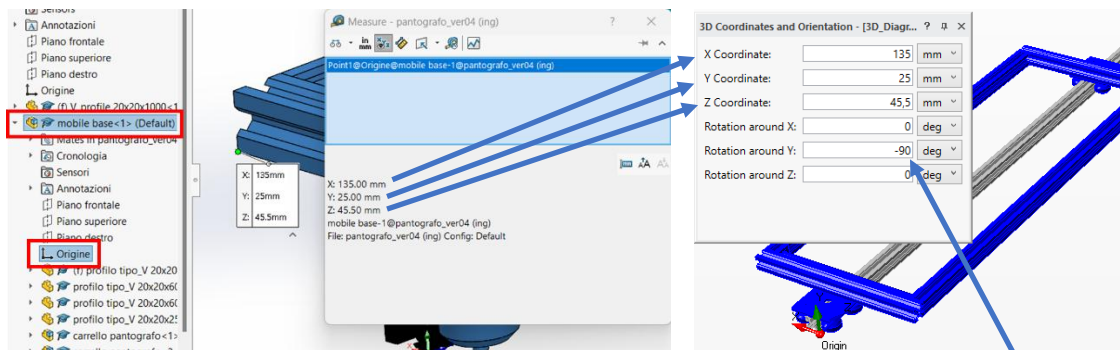 Sensors
Annotazioni
Piano frontale
Piano superiore
Piano destro
Origine
(f) V_profile 20x20x1000<1
mobile base<1> (Default)
Mates in pantografo_ver04
Cronologia
Sensori
Annotazioni
Piano frontale
Piano superiore
Piano destro
Origine
(f) profilo tipo_V 20x20
profilo tipo_V 20x20x60
profilo tipo_V 20x20x60
profilo tipo_V 20x20x25
carrello pantografo<1>
X: 135mm
Y: 25mm
Z: 45.5mm
Measure - pantografo_ver04 (ing)
in
mm
Point1@Origine@mobile base-1@pantografo_ver04 (ing)
X: 135.00 mm
Y: 25.00 mm
Z: 45.50 mm
mobile base-1@pantografo_ver04 (ing)
File: pantografo_ver04 (ing) Config: Default
3D Coordinates and Orientation - [3D_Diagr... ?
X Coordinate: 135 mm
Y Coordinate: 25 mm
Z Coordinate: 45,5 mm
Rotation around X: 0 deg
Rotation around Y: -90 deg
Rotation around Z: 0 deg
Origin